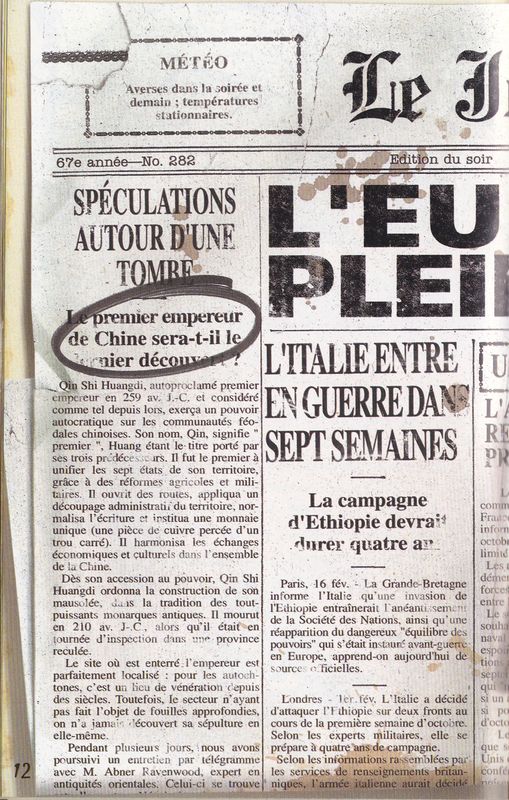 MÉTÉO
Averses dans la soirée et
demain ; températures
stationnaires.
Le J
67e année—No. 282
Edition du soir
SPÉCULATIONS
AUTOUR D'UNE
TOMBE
Le premier empereur
de Chine sera-t-il le
dernier découvert ?
Qin Shi Huangdi, autoproclamé premier
empereur en 259 av. J.-C. et considéré
comme tel depuis lors, exerça un pouvoir
autocratique sur les communautés féo-
dales chinoises. Son nom, Qin, signifie "
premier ", Huang étant le titre porté par
ses trois prédécesseurs. Il fut le premier à
unifier les sept états de son territoire,
grâce à des réformes agricoles et mili-
taires. Il ouvrit des routes, appliqua un
découpage administratif du territoire, nor-
malisa l'écriture et institua une monnaie
unique (une pièce de cuivre percée d'un
trou carré). Il harmonisa les échanges
économiques et culturels dans l'ensemble
de la Chine.
Dès son accession au pouvoir, Qin Shi
Huangdi ordonna la construction de son
mausolée, dans la tradition des tout-
puissants monarques antiques. Il mourut
en 210 av. J.-C., alors qu'il était en
tournée d'inspection dans une province
reculée.
Le site où est enterré l'empereur est
parfaitement localisé : pour les autoch-
tones, c'est un lieu de vénération depuis
des siècles. Toutefois, le secteur n'ayant
pas fait l'objet de fouilles approfondies,
on n'a jamais découvert sa sépulture en
elle-même.
Pendant plusieurs jours, nous avons
poursuivi un entretien par télégramme
avec M. Abner Ravenwood, expert en
antiquités orientales. Celui-ci se trouve
L'EU
PLEI
L'ITALIE ENTRE
EN GUERRE DANS
SEPT SEMAINES
La campagne
d'Ethiopie devrait
durer quatre an
Paris, 16 fév. - La Grande-Bretagne
informe l'Italie qu'une invasion de
l'Ethiopie entraînerait l'anéantissement
de la Société des Nations, ainsi qu'une
réapparition du dangereux "équilibre des
pouvoirs" qui s'était instauré avant-guerre
en Europe, apprend-on aujourd'hui de
sources officielles.
Londres - 1er.fév. L'Italie a décidé
d'attaquer l'Ethiopie sur deux fronts au
cours de la première semaine d'octobre.
Selon les experts militaires, elle se
prépare à quatre ans de campagne.
Selon les informations rassemblées par
les services de renseignements britan-
niques, l'armée italienne aurait décidé
12